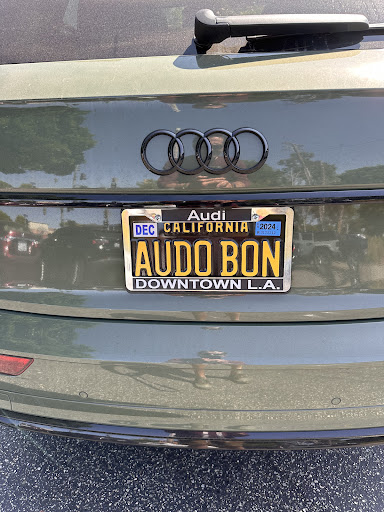 Audi
DEC CALIFORNIA 2024
AUDO BON
DOWNTOWN L.A.